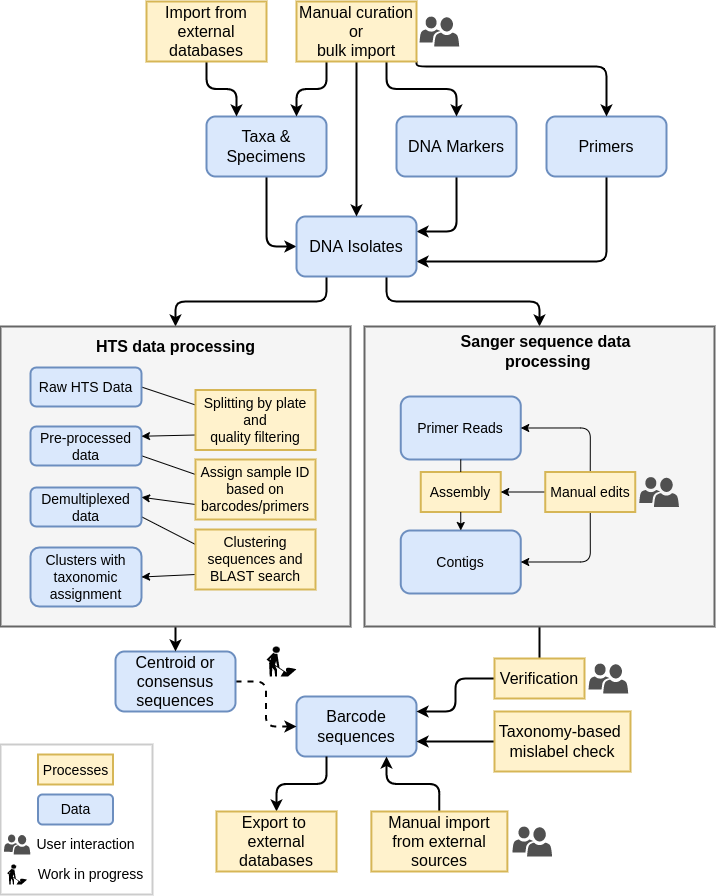 Import from
external
databases
Manual curation
or
bulk import
Taxa &
Specimens
DNA Markers
Primers
DNA Isolates
HTS data processing
Raw HTS Data
Splitting by plate
and
quality filtering
Pre-processed
data
Assign sample ID
based on
barcodes/primers
Demultiplexed
data
Clustering
sequences and
BLAST search
Clusters with
taxonomic
assignment
Sanger sequence data
processing
Primer Reads
Assembly
Manual edits
Contigs
Centroid or
consensus
sequences
Verification
Barcode
sequences
Taxonomy-based
mislabel check
Export to
external
databases
Manual import
from external
sources
Processes
Data
User interaction
Work in progress